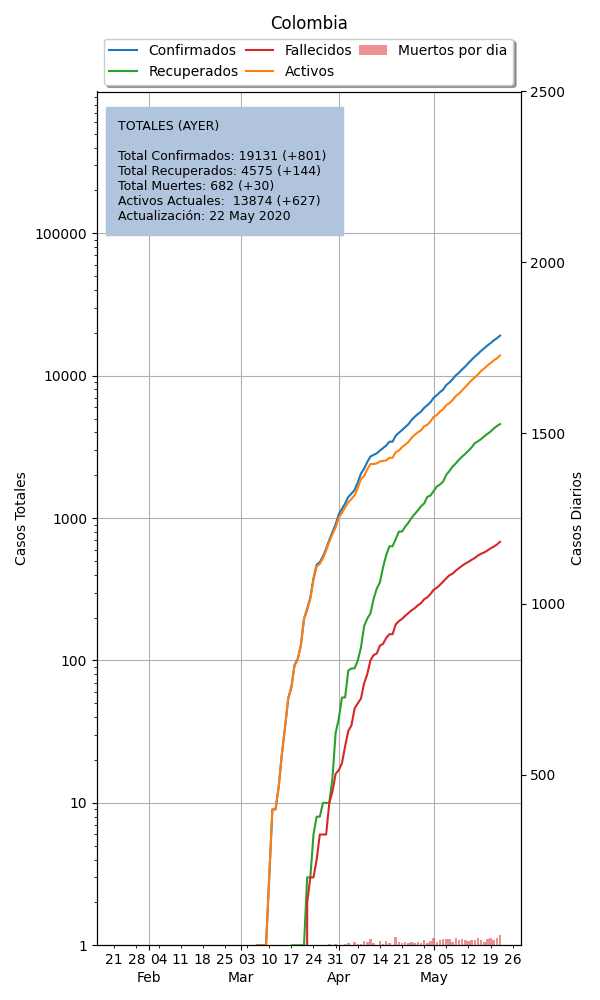 Colombia
Confirmados Fallecidos Muertos por dia
Recuperados Activos
TOTALES (AYER)
Total Confirmados: 19131 (+801)
Total Recuperados: 4575 (+144)
Total Muertes: 682 (+30)
Activos Actuales:  13874 (+627)
Actualización: 22 May 2020
2500
100000
2000
10000
1500
Casos Totales
Casos Diarios
1000
1000
100
500
10
1
21 28 04 11 18 25 03 10 17 24 31 07 14 21 28 05 12 19 26
Feb Mar Apr May